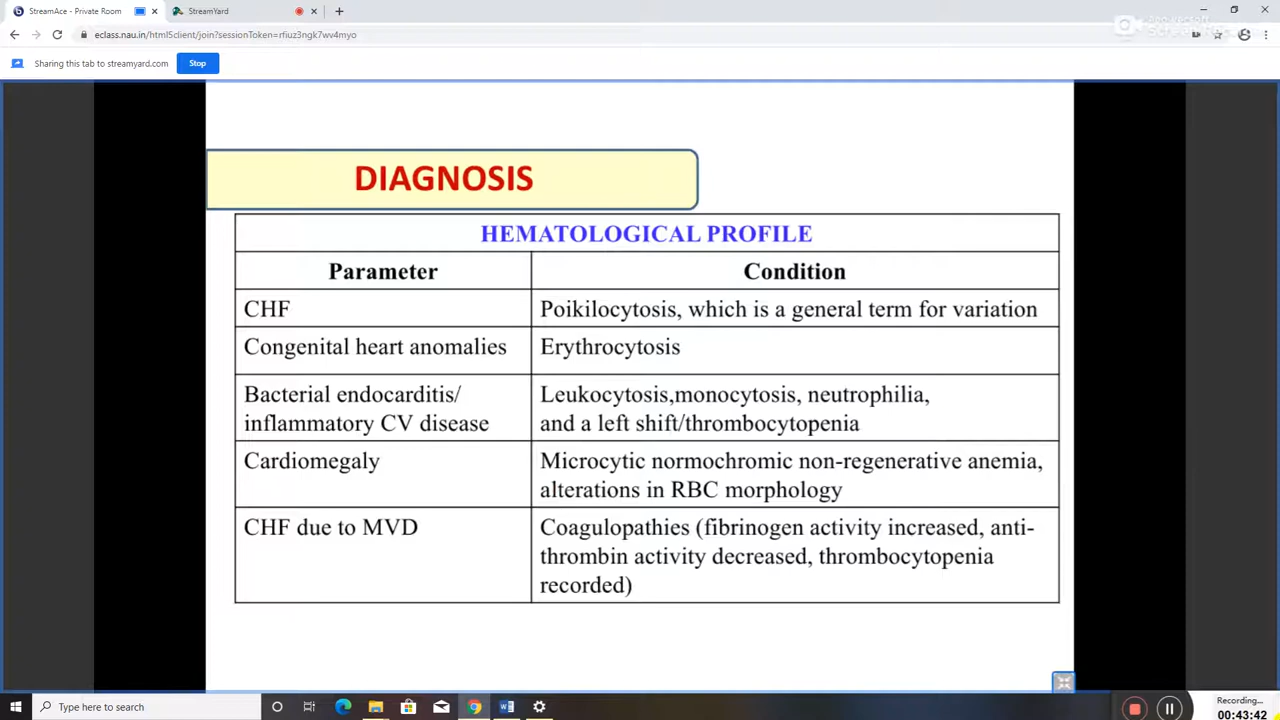 StreamAce - Private Room
StreamYard
eclass.nau.in/html5client/join?sessionToken=rfiuz3ngk7wv4myo
Sharing this tab to streamyard.com
Stop
DIAGNOSIS
HEMATOLOGICAL PROFILE
Parameter
Condition
CHF
Poikilocytosis, which is a general term for variation
Congenital heart anomalies
Erythrocytosis
Bacterial endocarditis/
inflammatory CV disease
Leukocytosis,monocytosis, neutrophilia,
and a left shift/thrombocytopenia
Cardiomegaly
Microcytic normochromic non-regenerative anemia,
alterations in RBC morphology
CHF due to MVD
Coagulopathies (fibrinogen activity increased, anti-
thrombin activity decreased, thrombocytopenia
recorded)
Type here to search
Recording...
00:43:42